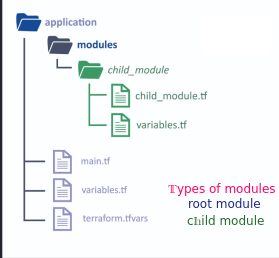 application
modules
child_module
child_module.tf
variables.tf
main.tf
variables.tf
terraform.tfvars
𝕋ypes of modules
root module
c𝕙ild module